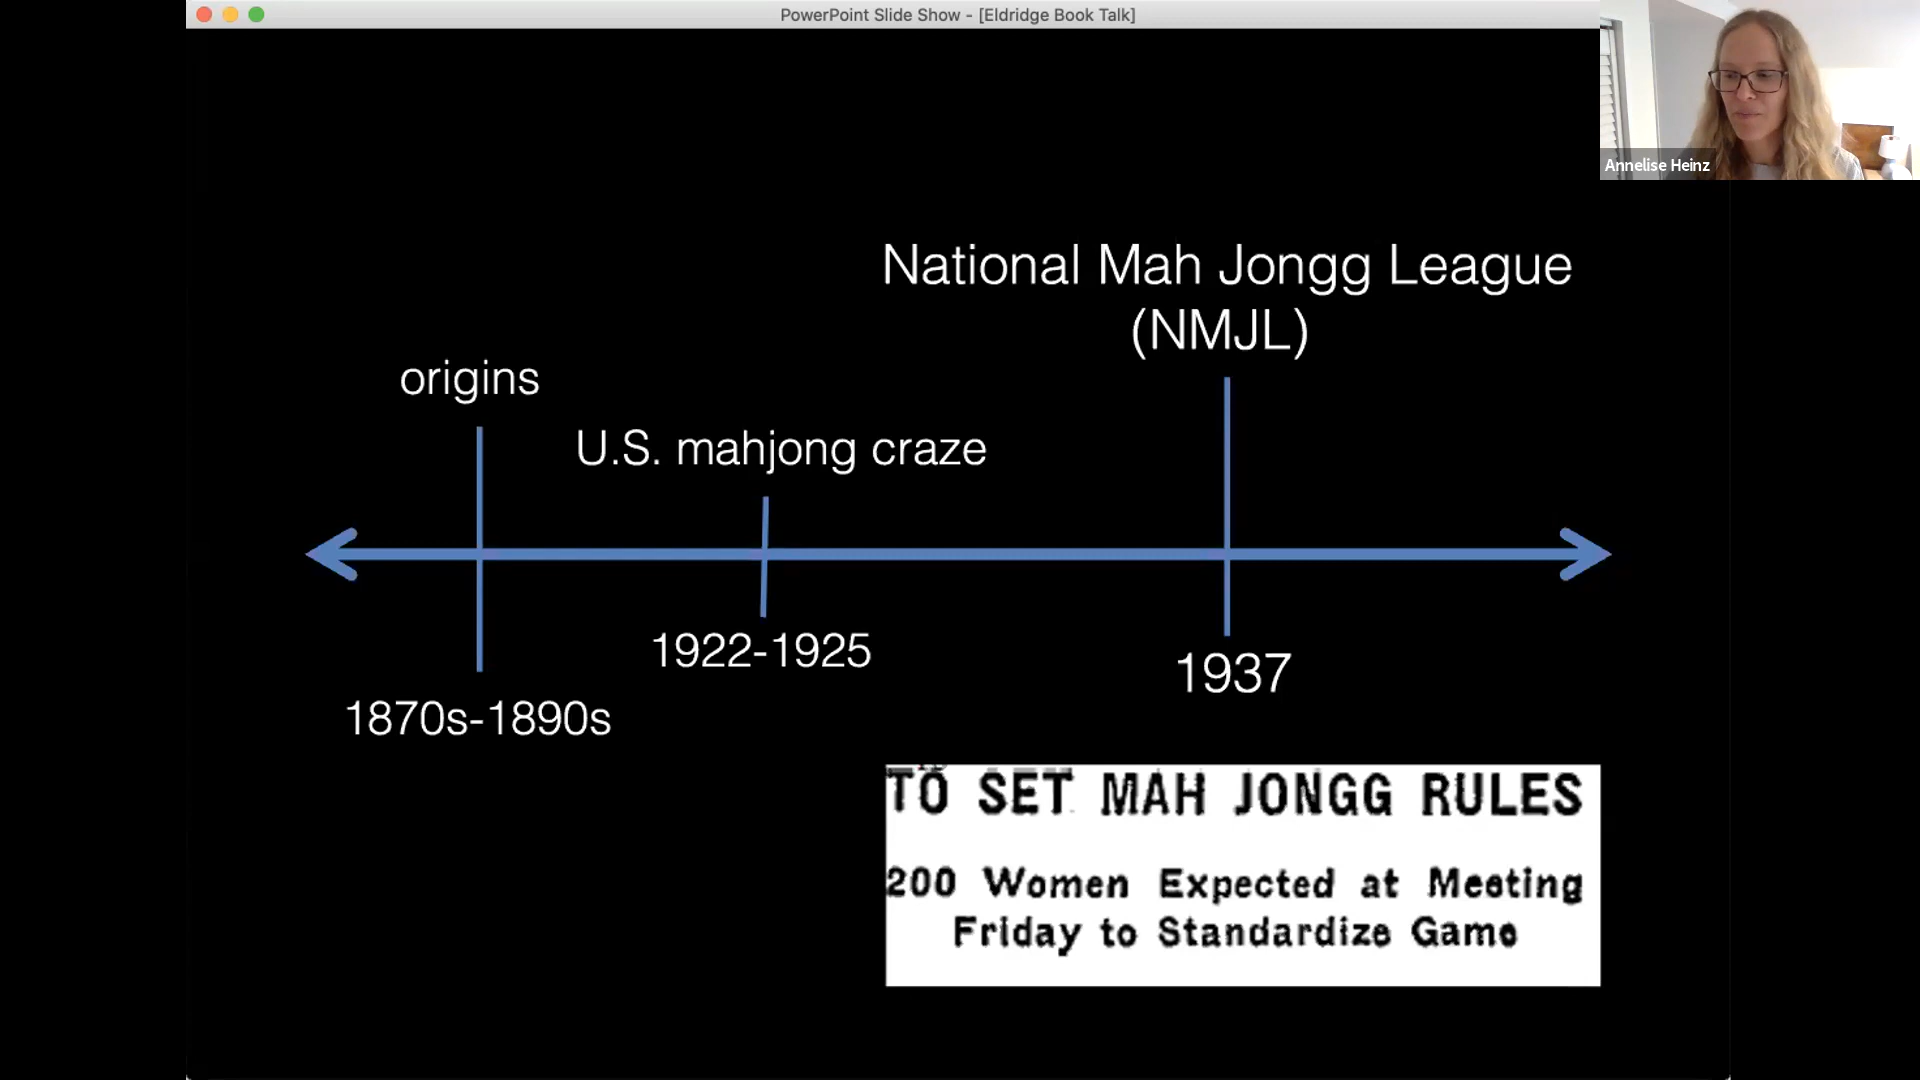 PowerPoint Slide Show - [Eldridge Book Talk]
Annelise Heinz
National Mah Jongg League
(NMJL)
origins
U.S. mahjong craze
1922-1925
1937
1870s-1890s
TO SET MAH JONGG RULES
200 Women Expected at Meeting
Friday to Standardize Game